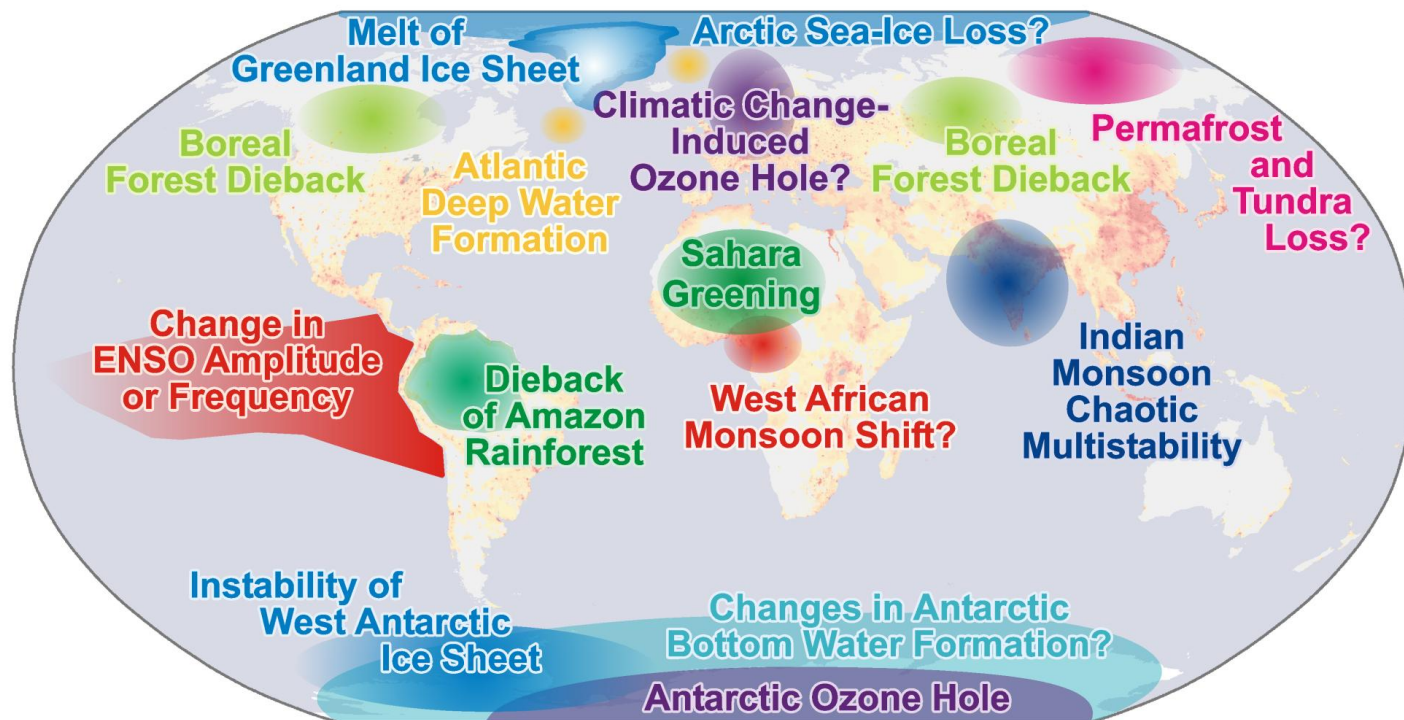 Melt of
Greenland Ice Sheet
Arctic Sea-Ice Loss?
Climatic Change-
Induced
Ozone Hole?
Boreal
Forest Dieback
Atlantic
Deep Water
Formation
Boreal
Forest Dieback
Permafrost
and
Tundra
Loss?
Sahara
Greening
Change in
ENSO Amplitude
or Frequency
Dieback
of Amazon
Rainforest
West African
Monsoon Shift?
Indian
Monsoon
Chaotic
Multistability
Instability of
West Antarctic
Ice Sheet
Changes in Antarctic
Bottom Water Formation?
Antarctic Ozone Hole